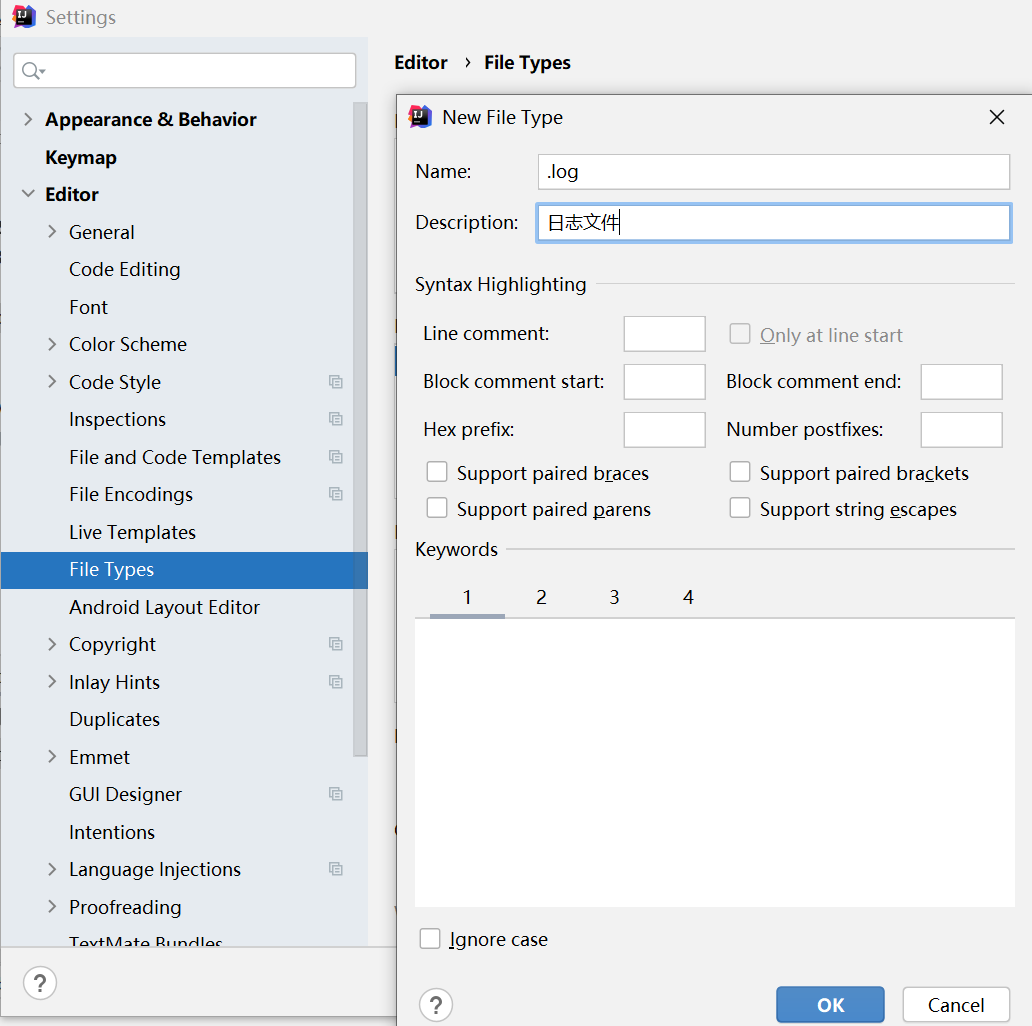 Settings
Appearance & Behavior
Keymap
Editor
General
Code Editing
Font
Color Scheme
Code Style
Inspections
File and Code Templates
File Encodings
Live Templates
File Types
Android Layout Editor
Copyright
Inlay Hints
Duplicates
Emmet
GUI Designer
Intentions
Language Injections
Proofreading
TextMate Bundles
?
Editor › File Types
New File Type
Name: .log
Description: 日志文件
Syntax Highlighting
Line comment: Only at line start
Block comment start: Block comment end:
Hex prefix: Number postfixes:
Support paired braces Support paired brackets
Support paired parens Support string escapes
Keywords
1 2 3 4
Ignore case
? OK Cancel